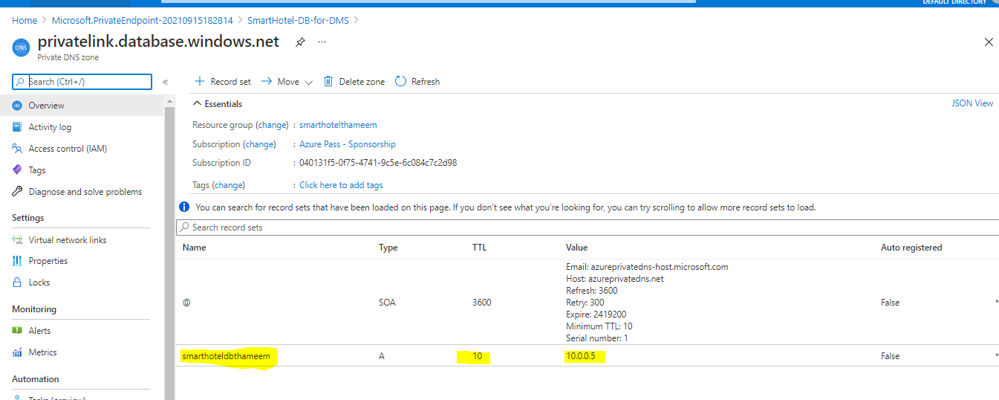 DEFAULT DIRECTORY
Home > Microsoft.PrivateEndpoint-20210915182814 > SmartHotel-DB-for-DMS >
DNS
privatelink.database.windows.net
Private DNS zone
Search (Ctrl+/)
Record set
Move
Delete zone
Refresh
Overview
Activity log
Access control (IAM)
Tags
Diagnose and solve problems
Settings
Virtual network links
Properties
Locks
Monitoring
Alerts
Metrics
Automation
Tasks (preview)
Essentials
JSON View
Resource group (change) : smarthotelthameem
Subscription (change) : Azure Pass - Sponsorship
Subscription ID : 040131f5-0f75-4741-9c5e-6c084c7c2d98
Tags (change) : Click here to add tags
You can search for record sets that have been loaded on this page. If you don't see what you're looking for, you can try scrolling to allow more record sets to load.
Search record sets
Name Type TTL Value Auto registered
Email: azureprivatedns-host.microsoft.com
Host: azureprivatedns.net
Refresh: 3600
Retry: 300
@ SOA 3600 False
Expire: 2419200
Minimum TTL: 10
Serial number: 1
smarthoteldbthameem A 10 10.0.0.5 False